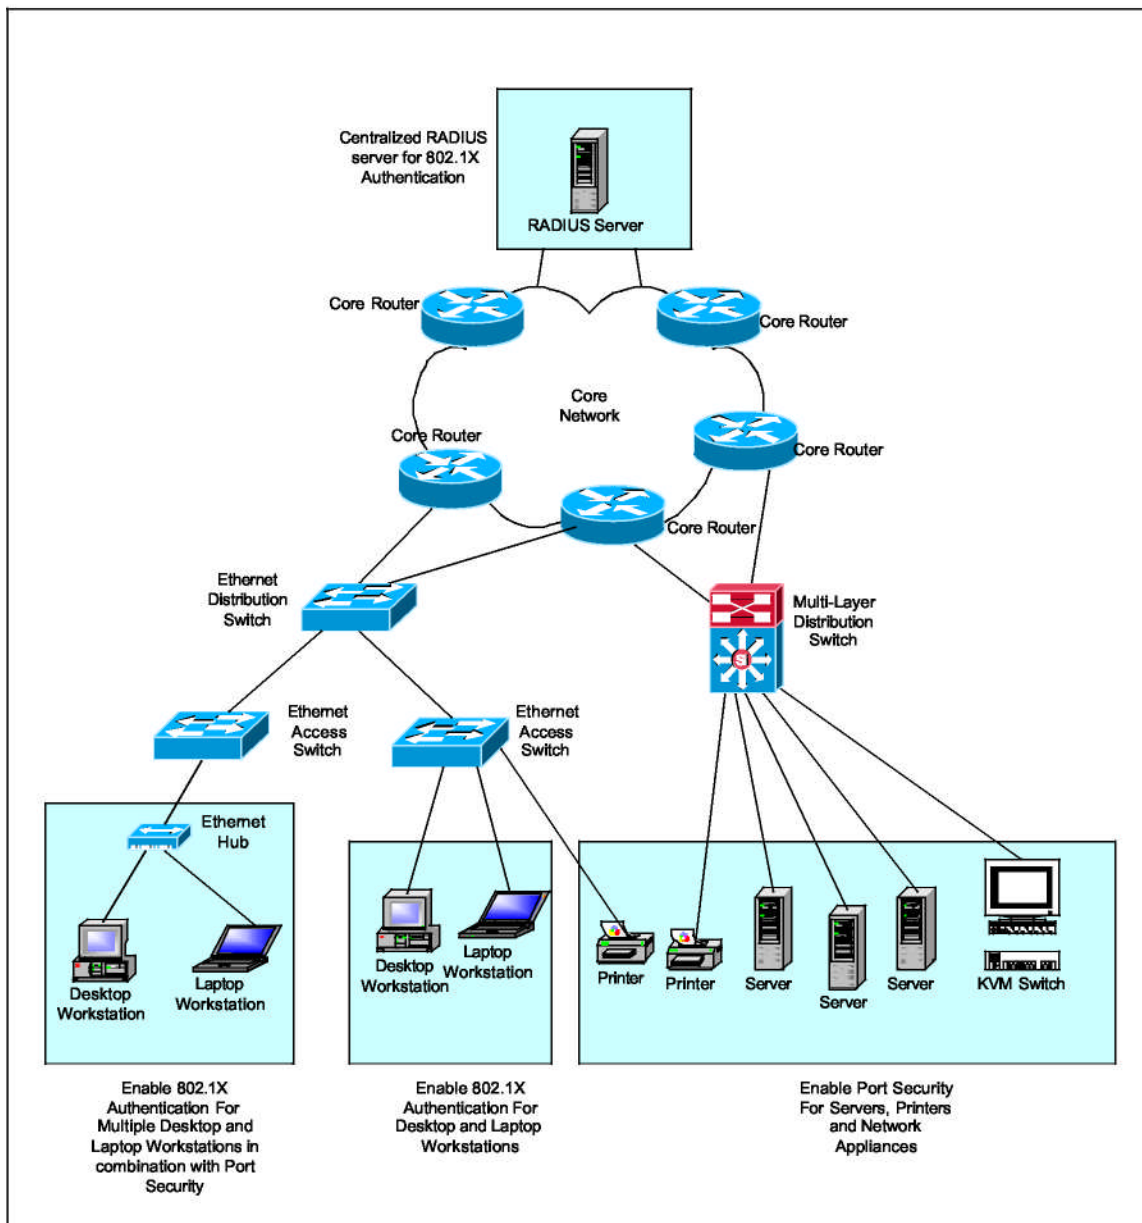 Centralized RADIUS
server for 802.1X
Authentication
RADIUS Server
Core Router
Core Router
Core
Network
Core Router
Core Router
Core Router
Ethernet
Distribution
Switch
Multi-Layer
Distribution
Switch
S
Ethernet
Access
Switch
Ethernet
Access
Switch
Ethernet
Hub
Desktop
Workstation
Laptop
Workstation
Desktop
Workstation
Laptop
Workstation
Printer
Printer
Server
Server
Server
KVM Switch
Enable 802.1X
Authentication For
Multiple Desktop and
Laptop Workstations in
combination with Port
Security
Enable 802.1X
Authentication For
Desktop and Laptop
Workstations
Enable Port Security
For Servers, Printers
and Network
Appliances